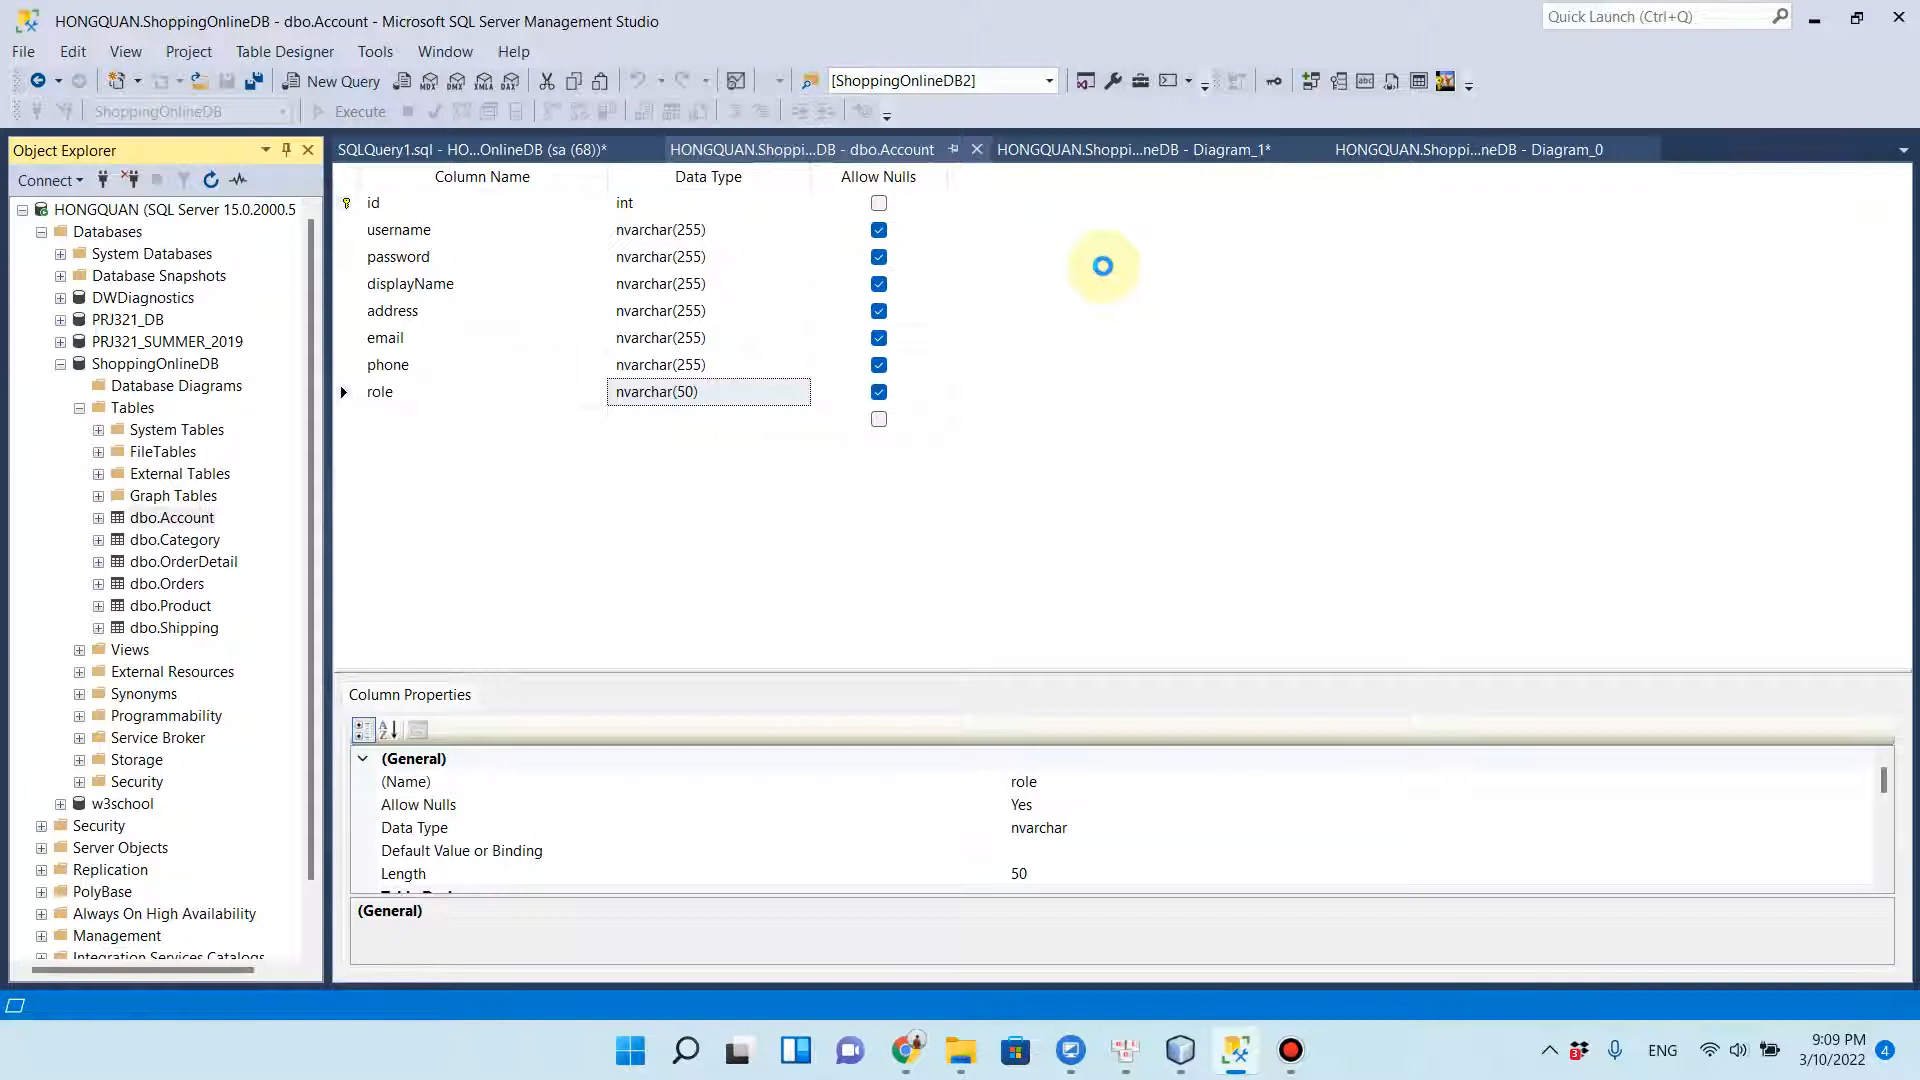 HONGQUAN.ShoppingOnlineDB - dbo.Account - Microsoft SQL Server Management Studio
Quick Launch (Ctrl+Q)
File Edit View Project Table Designer Tools Window Help
New Query MDX DMX XMLA DAX [ShoppingOnlineDB2]
ShoppingOnlineDB Execute
Object Explorer
SQLQuery1.sql - HO...OnlineDB (sa (68))*
HONGQUAN.Shoppi...DB - dbo.Account
HONGQUAN.Shoppi...neDB - Diagram_1*
HONGQUAN.Shoppi...neDB - Diagram_0
Connect
HONGQUAN (SQL Server 15.0.2000.5
Databases
System Databases
Database Snapshots
DWDiagnostics
PRJ321_DB
PRJ321_SUMMER_2019
ShoppingOnlineDB
Database Diagrams
Tables
System Tables
FileTables
External Tables
Graph Tables
dbo.Account
dbo.Category
dbo.OrderDetail
dbo.Orders
dbo.Product
dbo.Shipping
Views
External Resources
Synonyms
Programmability
Service Broker
Storage
Security
w3school
Security
Server Objects
Replication
PolyBase
Always On High Availability
Management
Integration Services Catalogs
Column Name Data Type Allow Nulls
id int
username nvarchar(255)
password nvarchar(255)
displayName nvarchar(255)
address nvarchar(255)
email nvarchar(255)
phone nvarchar(255)
role nvarchar(50)
Column Properties
(General)
(Name) role
Allow Nulls Yes
Data Type nvarchar
Default Value or Binding
Length 50
(General)
ENG
9:09 PM
3/10/2022
4